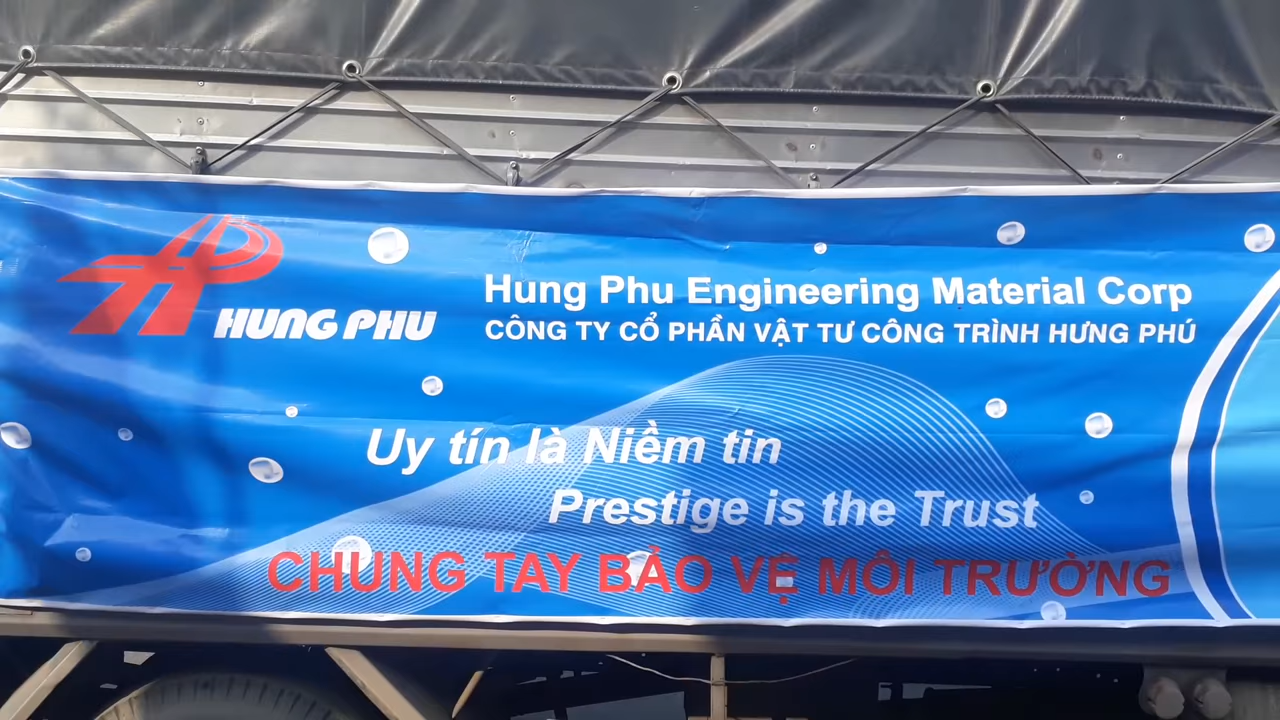 HUNG PHU
Hung Phu Engineering Material Corp
CÔNG TY CỔ PHẦN VẬT TƯ CÔNG TRÌNH HƯNG PHÚ
Uy tín là Niềm tin
Prestige is the Trust
CHUNG TAY BẢO VỆ MÔI TRƯỜNG